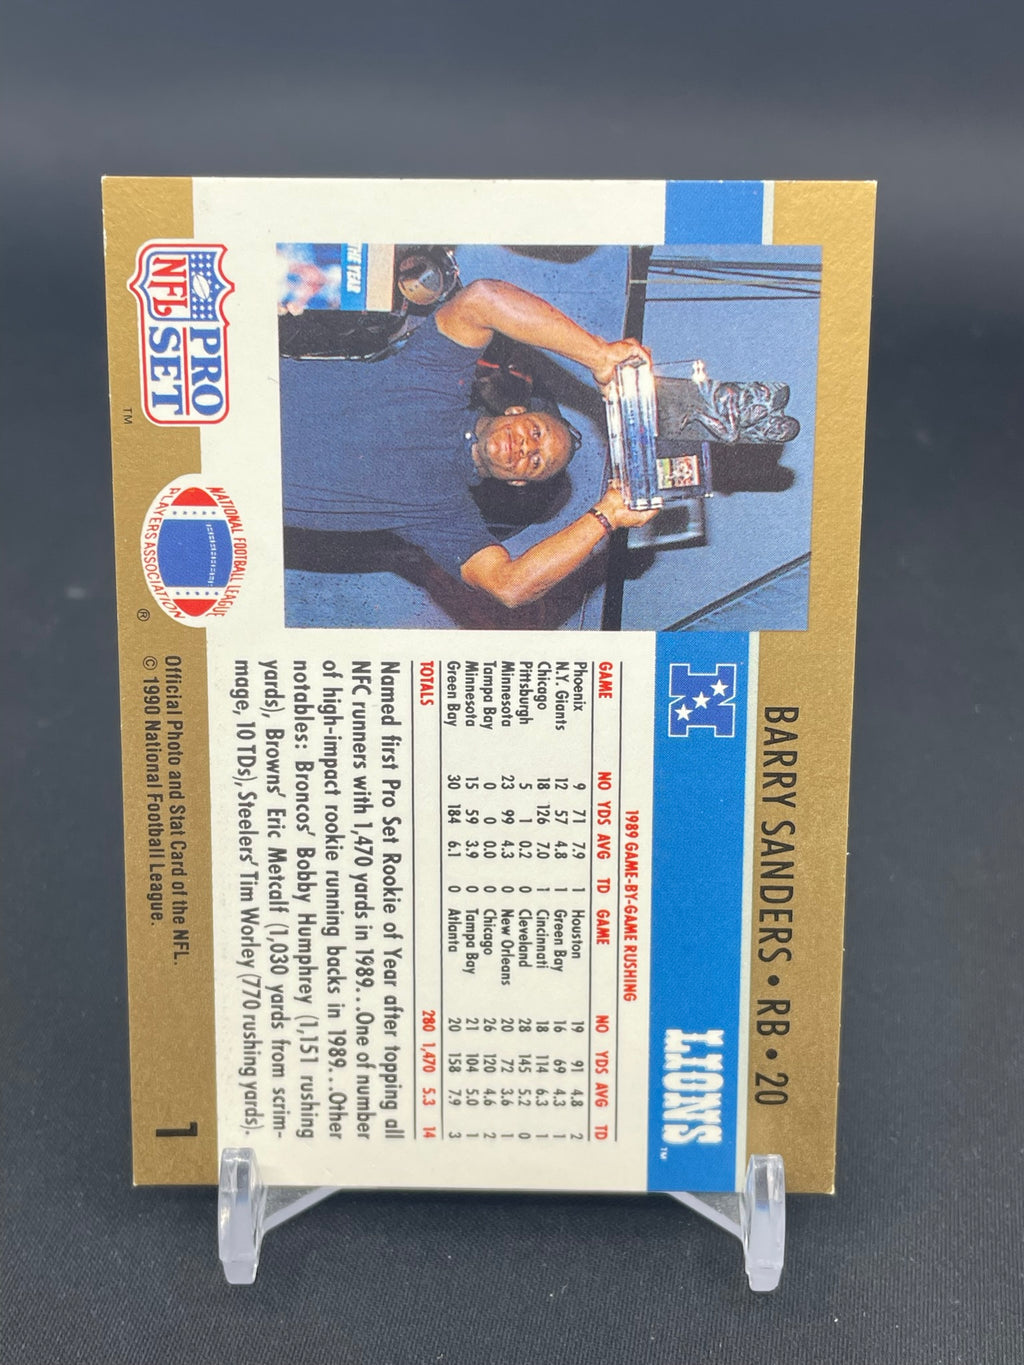 BARRY SANDERS • RB • 20
LIONS
TM
THE YEAR
1989 GAME-BY-GAME RUSHING
GAME NO YDS AVG TD GAME NO YDS AVG TD
Phoenix 9 71 7.9 1 Houston 19 91 4.8 2
N.Y. Giants 12 57 4.8 1 Green Bay 16 69 4.3 1
Chicago 18 126 7.0 1 Cincinnati 18 114 6.3 1
Pittsburgh 5 1 0.2 0 Cleveland 28 145 5.2 0
Minnesota 23 99 4.3 0 New Orleans 20 72 3.6 1
Tampa Bay 0 0 0.0 0 Chicago 26 120 4.6 2
Minnesota 15 59 3.9 0 Tampa Bay 21 104 5.0 1
Green Bay 30 184 6.1 0 Atlanta 20 158 7.9 3
TOTALS 280 1,470 5.3 14
Named first Pro Set Rookie of Year after topping all
NFC runners with 1,470 yards in 1989. . .One of number
of high-impact rookie running backs in 1989. . .Other
notables: Broncos' Bobby Humphrey (1,151 rushing
yards), Browns' Eric Metcalf (1,030 yards from scrim-
mage, 10 TDs), Steelers' Tim Worley (770 rushing yards).
PRO
NFL SET
TM
NATIONAL FOOTBALL LEAGUE
PLAYERS ASSOCIATION
®
Official Photo and Stat Card of the NFL.
© 1990 National Football League.
1